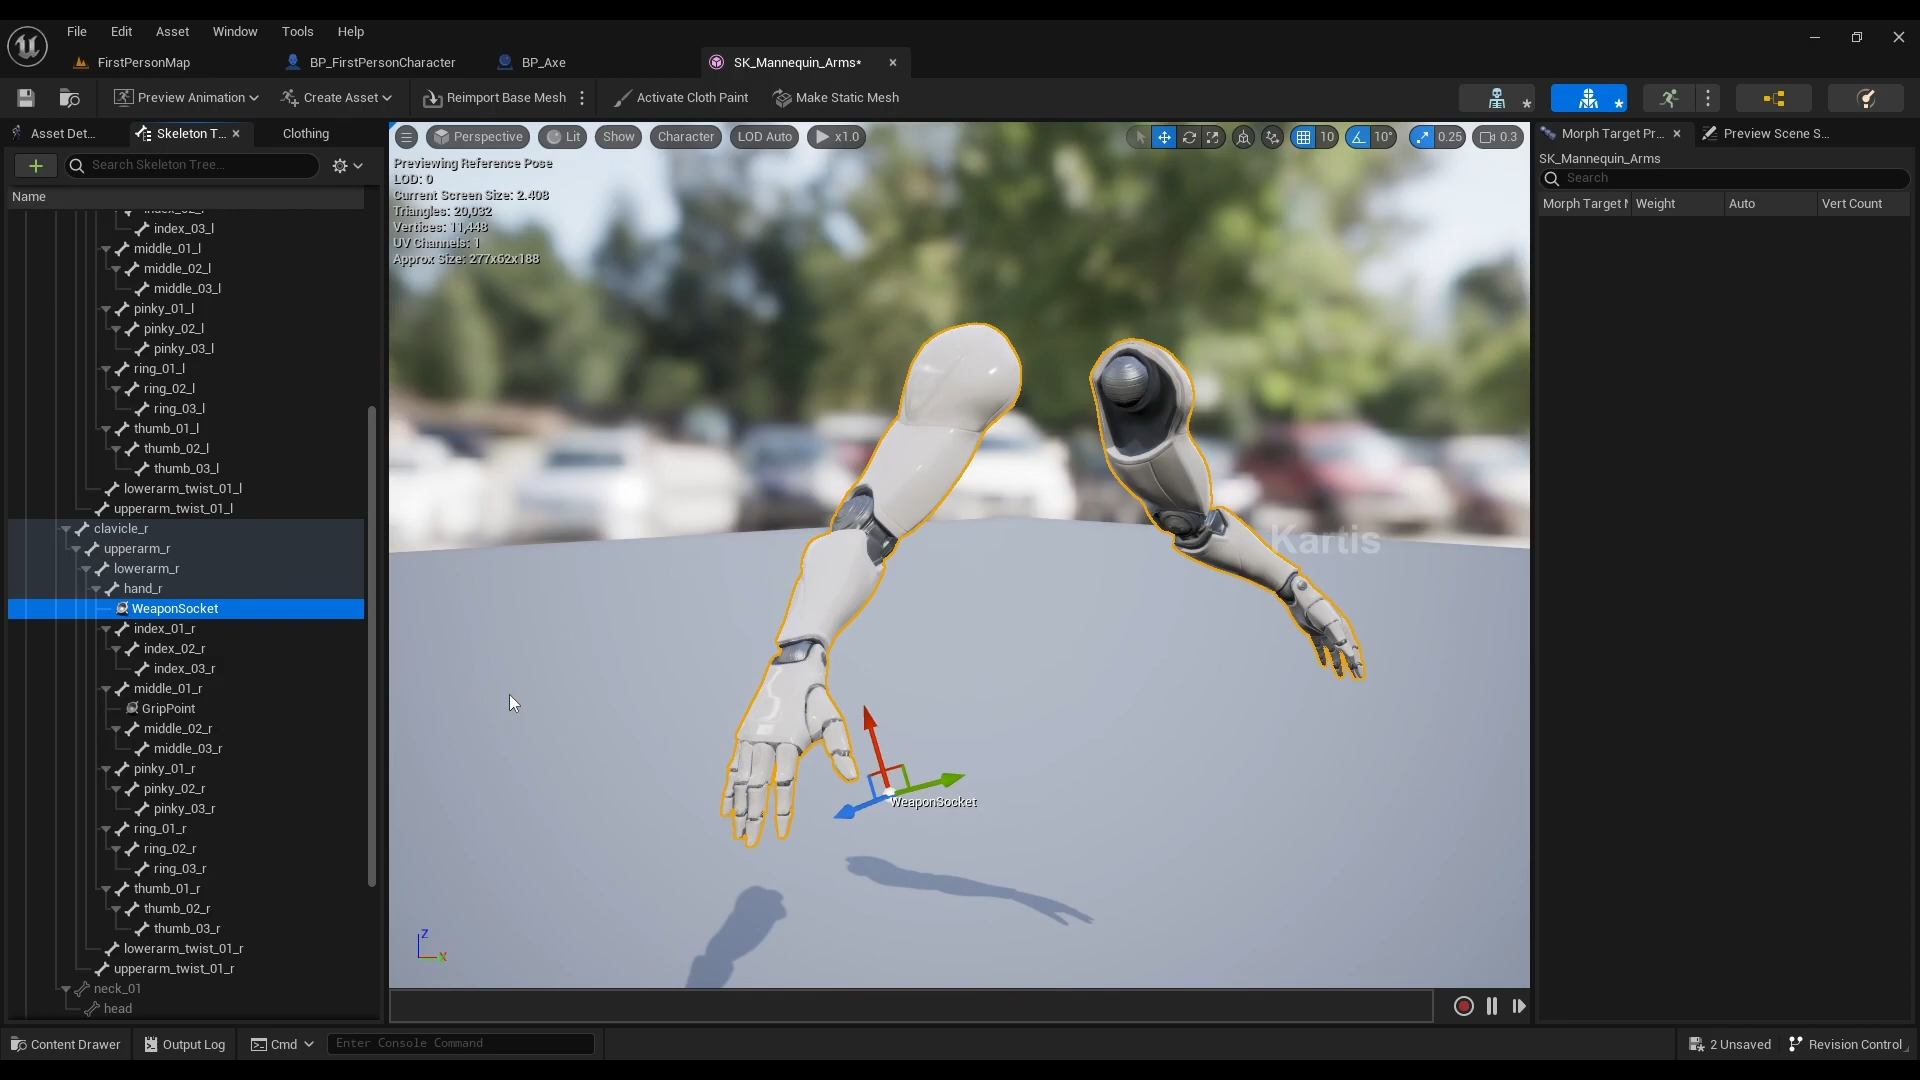 File Edit Asset Window Tools Help
FirstPersonMap BP_FirstPersonCharacter BP_Axe SK_Mannequin_Arms*
Preview Animation Create Asset Reimport Base Mesh Activate Cloth Paint Make Static Mesh
Asset Det... Skeleton T... Clothing
Search Skeleton Tree...
Name
index_03_l
middle_01_l
middle_02_l
middle_03_l
pinky_01_l
pinky_02_l
pinky_03_l
ring_01_l
ring_02_l
ring_03_l
thumb_01_l
thumb_02_l
thumb_03_l
lowerarm_twist_01_l
upperarm_twist_01_l
clavicle_r
upperarm_r
lowerarm_r
hand_r
WeaponSocket
index_01_r
index_02_r
index_03_r
middle_01_r
GripPoint
middle_02_r
middle_03_r
pinky_01_r
pinky_02_r
pinky_03_r
ring_01_r
ring_02_r
ring_03_r
thumb_01_r
thumb_02_r
thumb_03_r
lowerarm_twist_01_r
upperarm_twist_01_r
neck_01
head
Perspective Lit Show Character LOD Auto x1.0 10 10° 0.25 0.3
Previewing Reference Pose
LOD: 0
Current Screen Size: 2.408
Triangles: 20,032
Vertices: 11,448
UV Channels: 1
Approx Size: 277x62x188
Kartis
WeaponSocket
Z
X
Morph Target Pr... Preview Scene S...
SK_Mannequin_Arms
Search
Morph Target Weight Auto Vert Count
Content Drawer Output Log Cmd Enter Console Command 2 Unsaved Revision Control